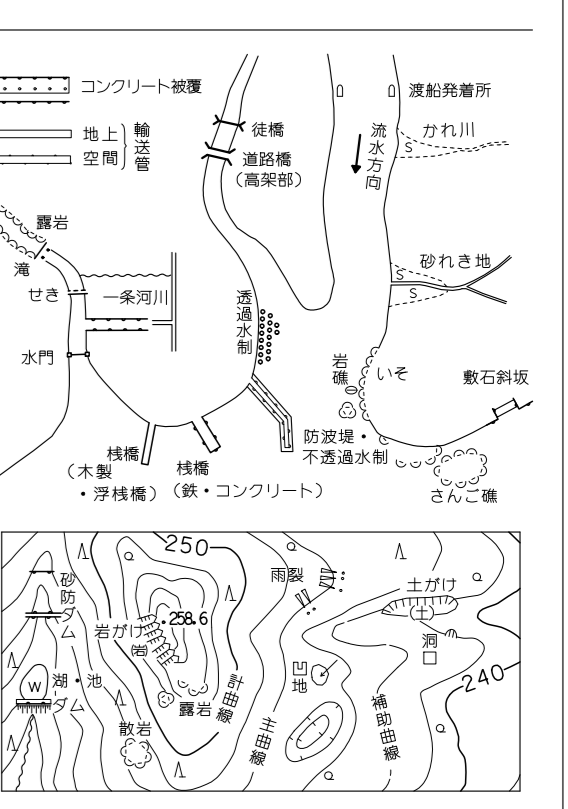 コンクリート被覆
渡船発着所
地上
空間
輸送管
徒橋
道路橋
(高架部)
流水方向
かれ川
S
露岩
滝
せき
一条河川
透過水制
砂れき地
S
S
水門
岩礁
いそ
敷石斜坂
桟橋
(木製
・浮桟橋)
桟橋
(鉄・コンクリート)
防波堤・
不透過水制
さんご礁
250
雨裂
土がけ
(土)
砂防ダム
.258.6
岩がけ
(岩)
洞口
凹地
湖・池
W
ダム
露岩
計曲線
240
散岩
主曲線
補助曲線